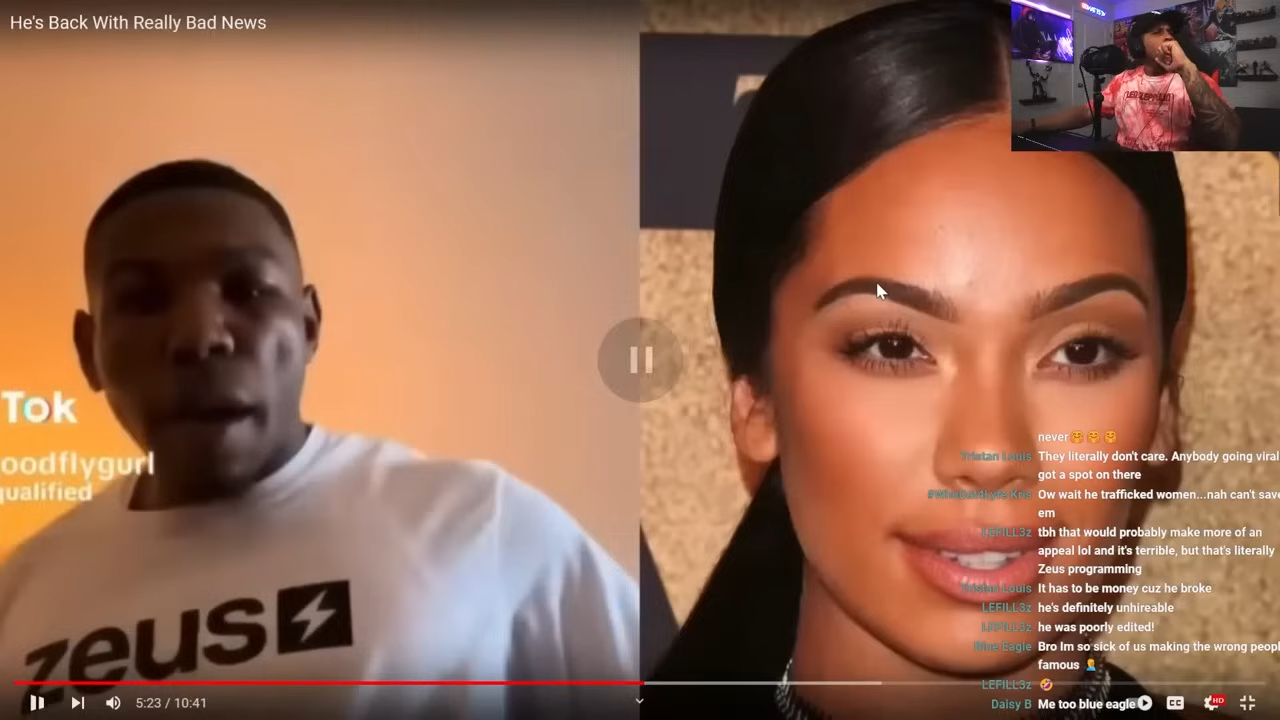 He's Back With Really Bad News
Tok
oodflygurl
qualified
zeus
never🤗 🤗 🤗
Tristan Louis They literally don't care. Anybody going viral
got a spot on there
Ow wait he trafficked women...nah can't save
em
LEFILL3z tbh that would probably make more of an
appeal lol and it's terrible, but that's literally
Zeus programming
Tristan Louis It has to be money cuz he broke
LEFILL3z he's definitely unhireable
LEFILL3z he was poorly edited!
Eagle Bro Im so sick of us making the wrong peopl
famous 🤦‍♂️
LEFILL3z 🤣
Daisy B Me too blue eagle
5:23 / 10:41
CC
HD